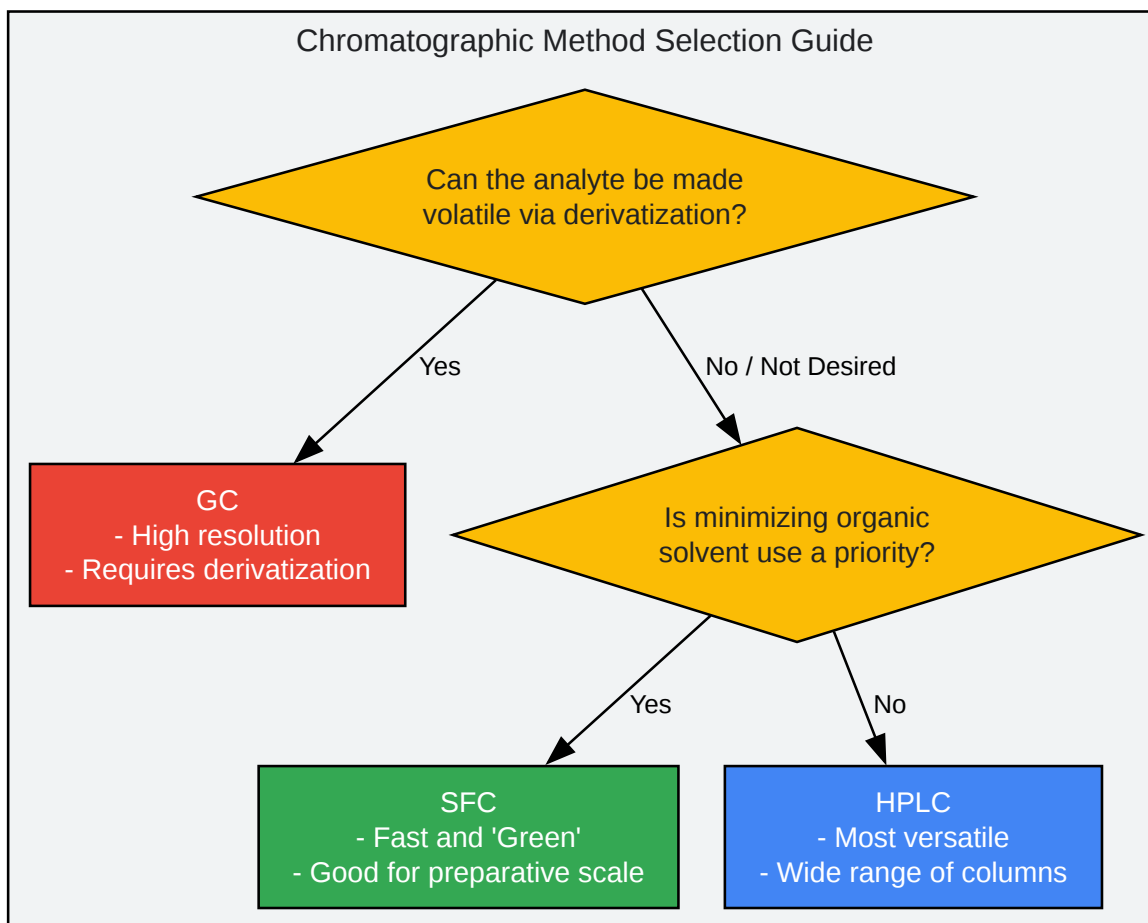 Chromatographic Method Selection Guide
Can the analyte be made
volatile via derivatization?
Yes
No / Not Desired
GC
- High resolution
- Requires derivatization
Is minimizing organic
solvent use a priority?
Yes
No
SFC
- Fast and 'Green'
- Good for preparative scale
HPLC
- Most versatile
- Wide range of columns